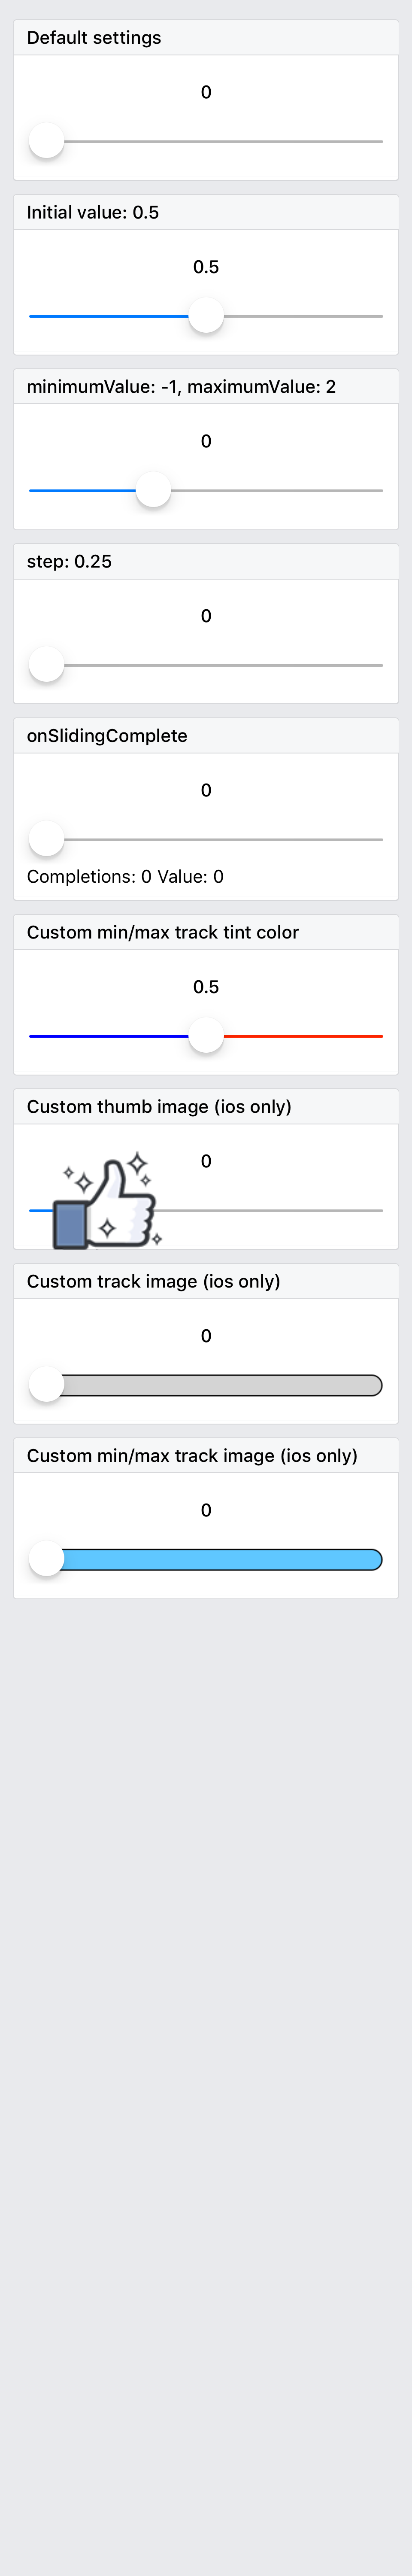 Default settings
0
Initial value: 0.5
0.5
minimumValue: -1, maximumValue: 2
0
step: 0.25
0
onSlidingComplete
0
Completions: 0 Value: 0
Custom min/max track tint color
0.5
Custom thumb image (ios only)
0
Custom track image (ios only)
0
Custom min/max track image (ios only)
0